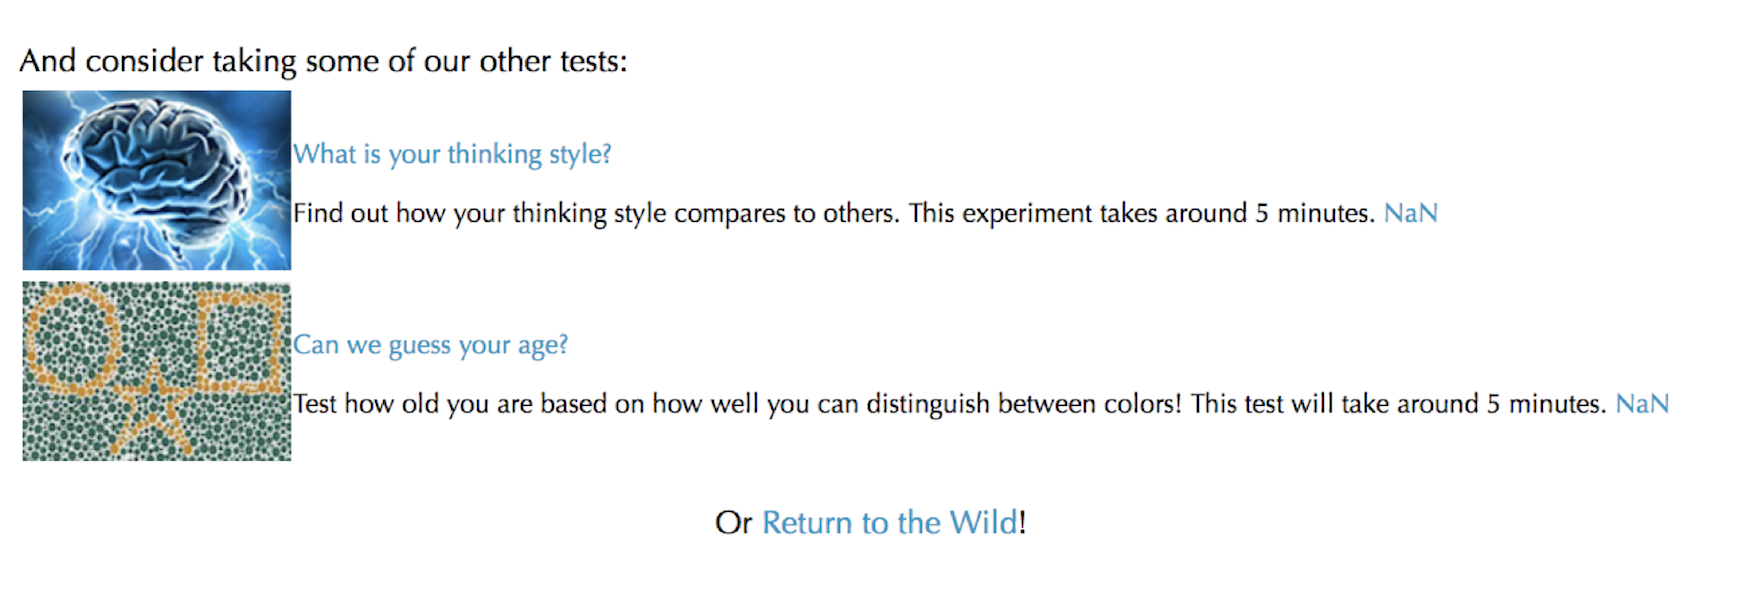 And consider taking some of our other tests:
What is your thinking style?
Find out how your thinking style compares to others. This experiment takes around 5 minutes. NaN
Can we guess your age?
Test how old you are based on how well you can distinguish between colors! This test will take around 5 minutes. NaN
Or Return to the Wild!